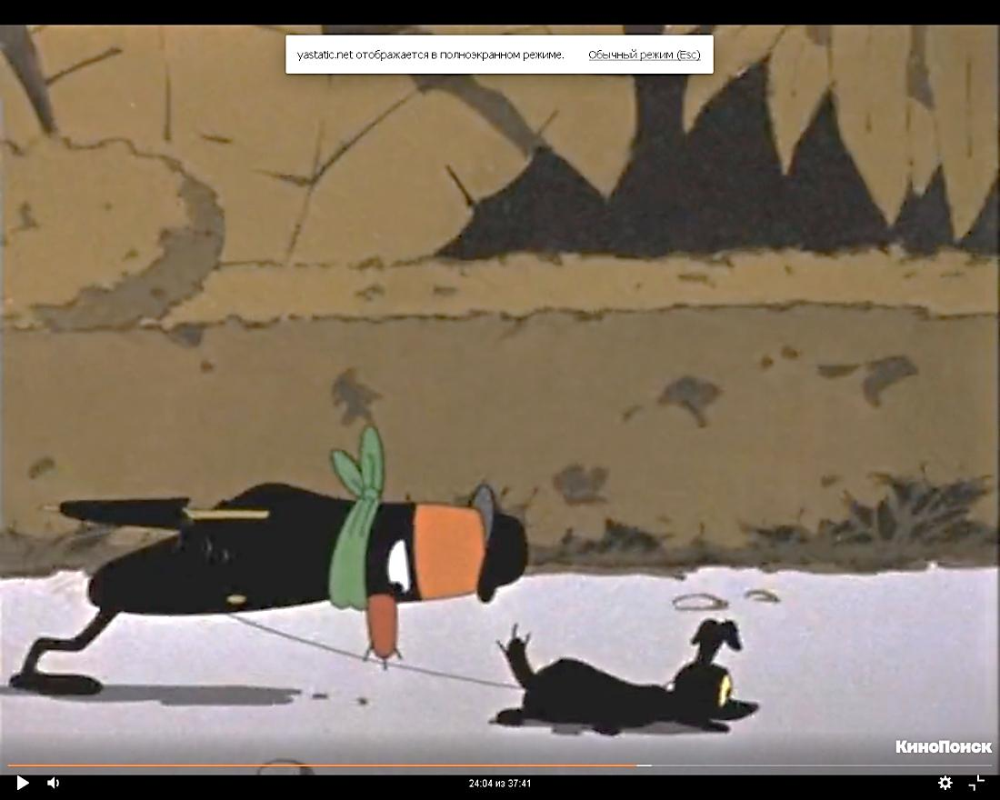 yastatic.net отображается в полноэкранном режиме. Обычный режим (Esc)
КиноПоиск
24:04 из 37:41